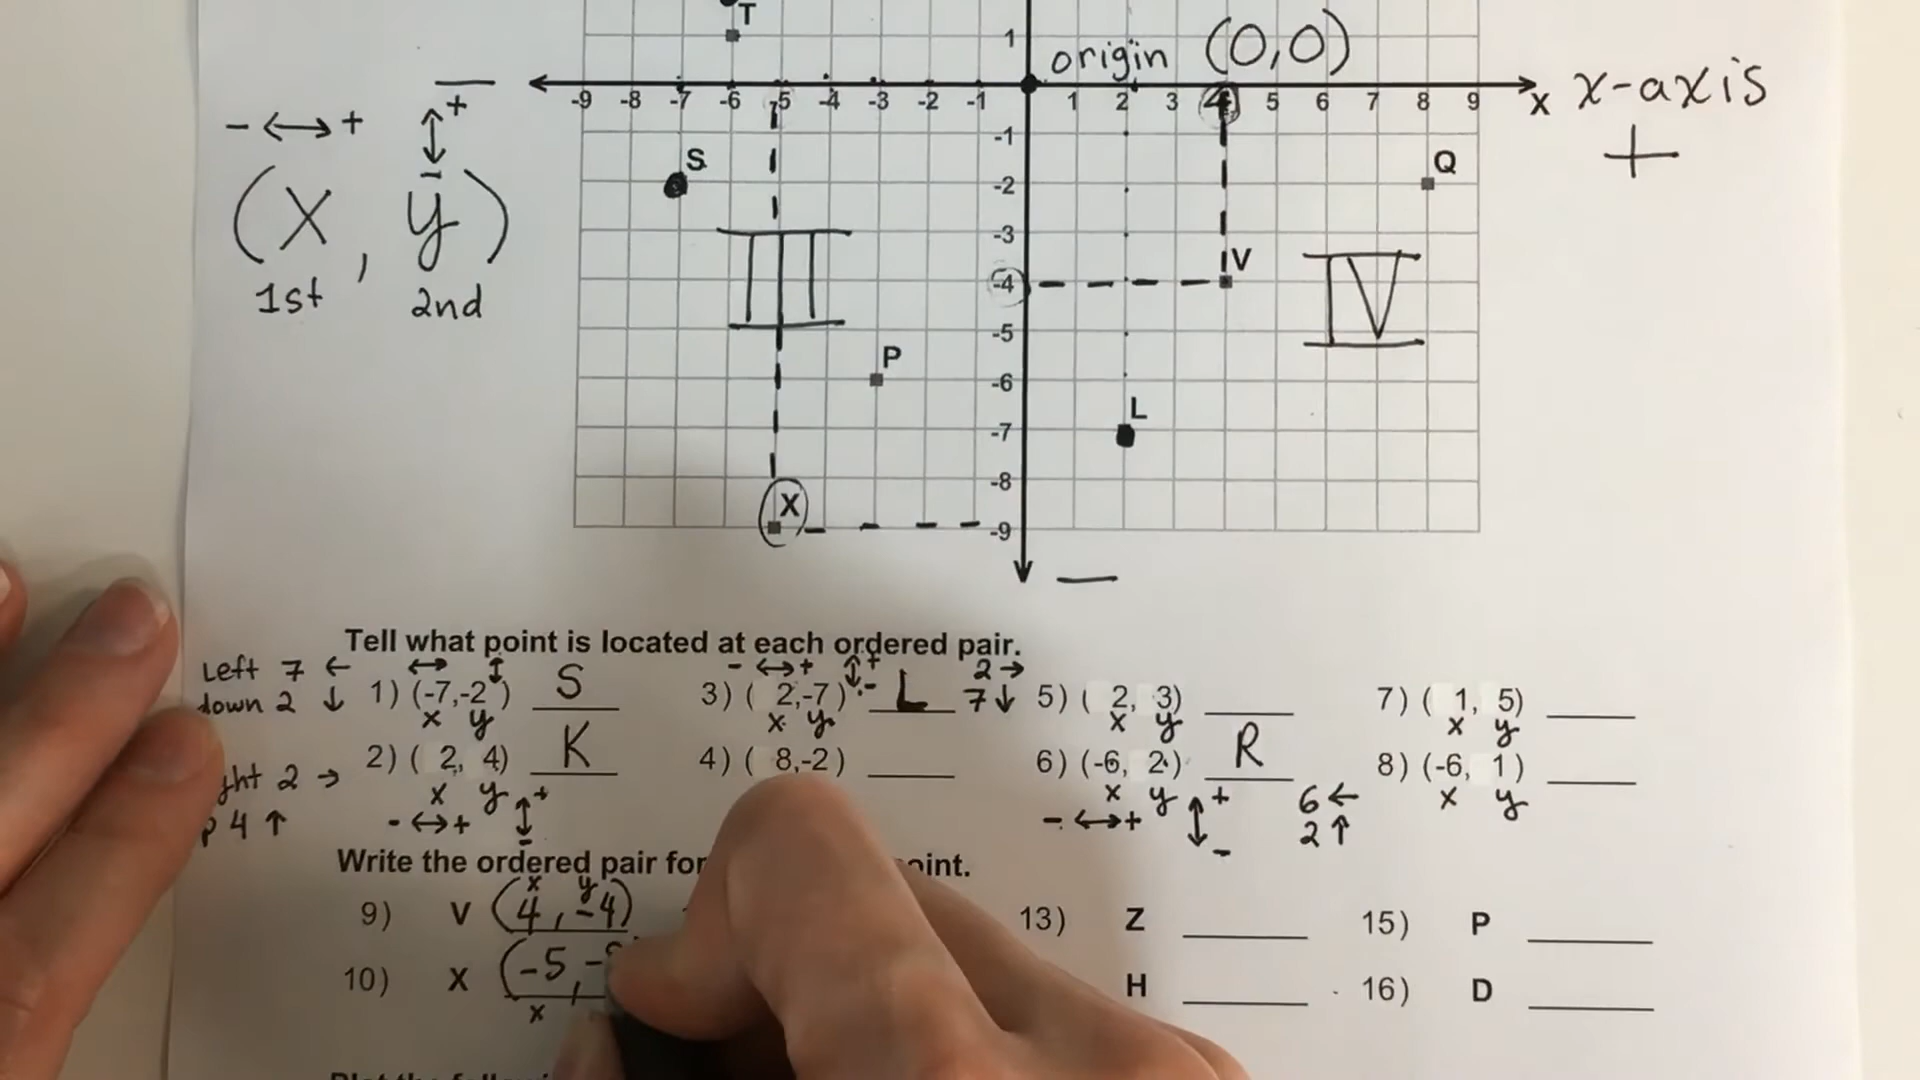 T
1
origin (0,0)
-9 -8 -7 -6 -5 -4 -3 -2 -1 1 2 3 4 5 6 7 8 9 x x-axis
- +
+
+
-1
S
Q
-2
-
(x, y)
1st 2nd
-3
V
III
-4
IV
-5
P
-6
L
-7
-8
X
-9
Tell what point is located at each ordered pair.
Left 7 ←
down 2 ↓
1) (-7,-2) S
x y
3) ( 2,-7) L
- +
+
-
x y
2 →
7 ↓
5) ( 2, 3)
x y
7) ( 1, 5)
x y
2 →
4 ↑
2) ( 2, 4) K
x y
- +
+
-
4) ( 8,-2)
6) (-6, 2) R
x y
- +
+
-
6 ←
2 ↑
8) (-6, 1)
x y
Write the ordered pair for
x y
9) V (4,-4)
13) Z
15) P
10) X (-5,-
x
H
16) D